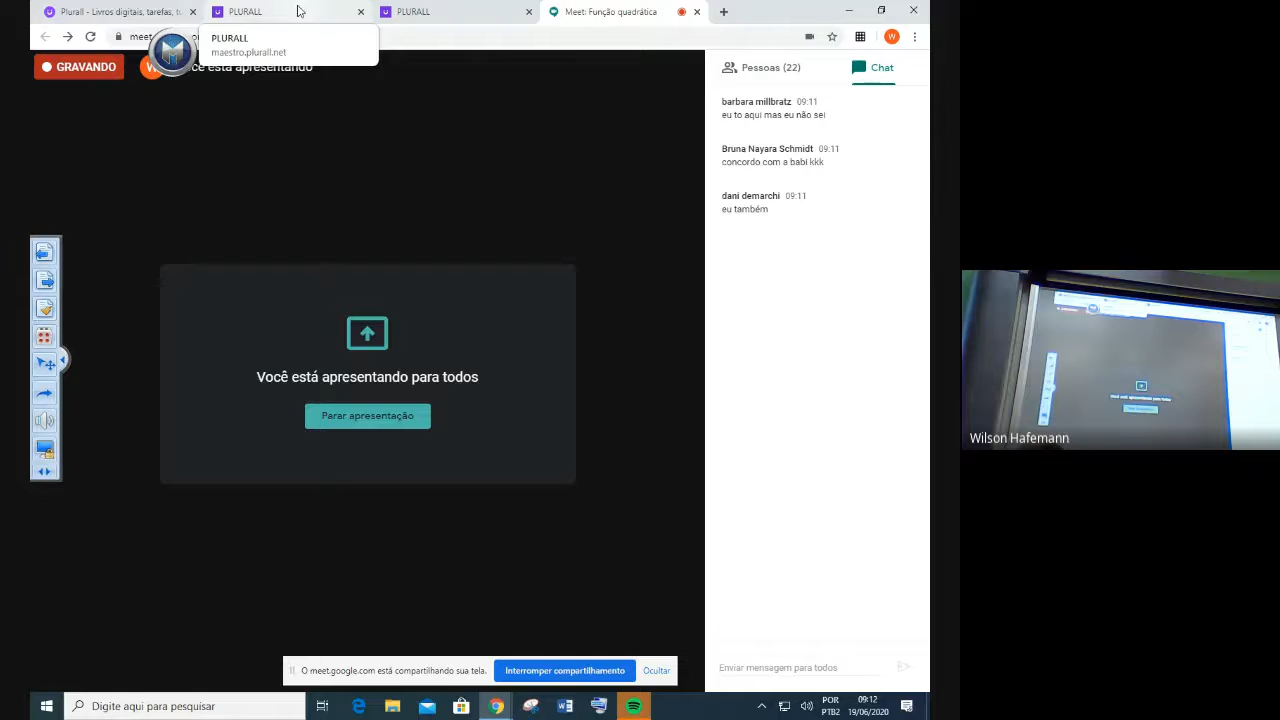 Plurall - Livros digitais, tarefas, tu
PLURALL
PLURALL
Meet: Função quadrática
meet
PLURALL
maestro.plurall.net
GRAVANDO
ê está apresentando
Pessoas (22)
Chat
barbara millbratz 09:11
eu to aqui mas eu não sei
Bruna Nayara Schmidt 09:11
concordo com a babi kkk
dani demarchi 09:11
eu também
Você está apresentando para todos
Parar apresentação
Wilson Hafemann
Enviar mensagem para todos
O meet.google.com está compartilhando sua tela.
Interromper compartilhamento
Ocultar
Digite aqui para pesquisar
POR
PTB2
09:12
19/06/2020